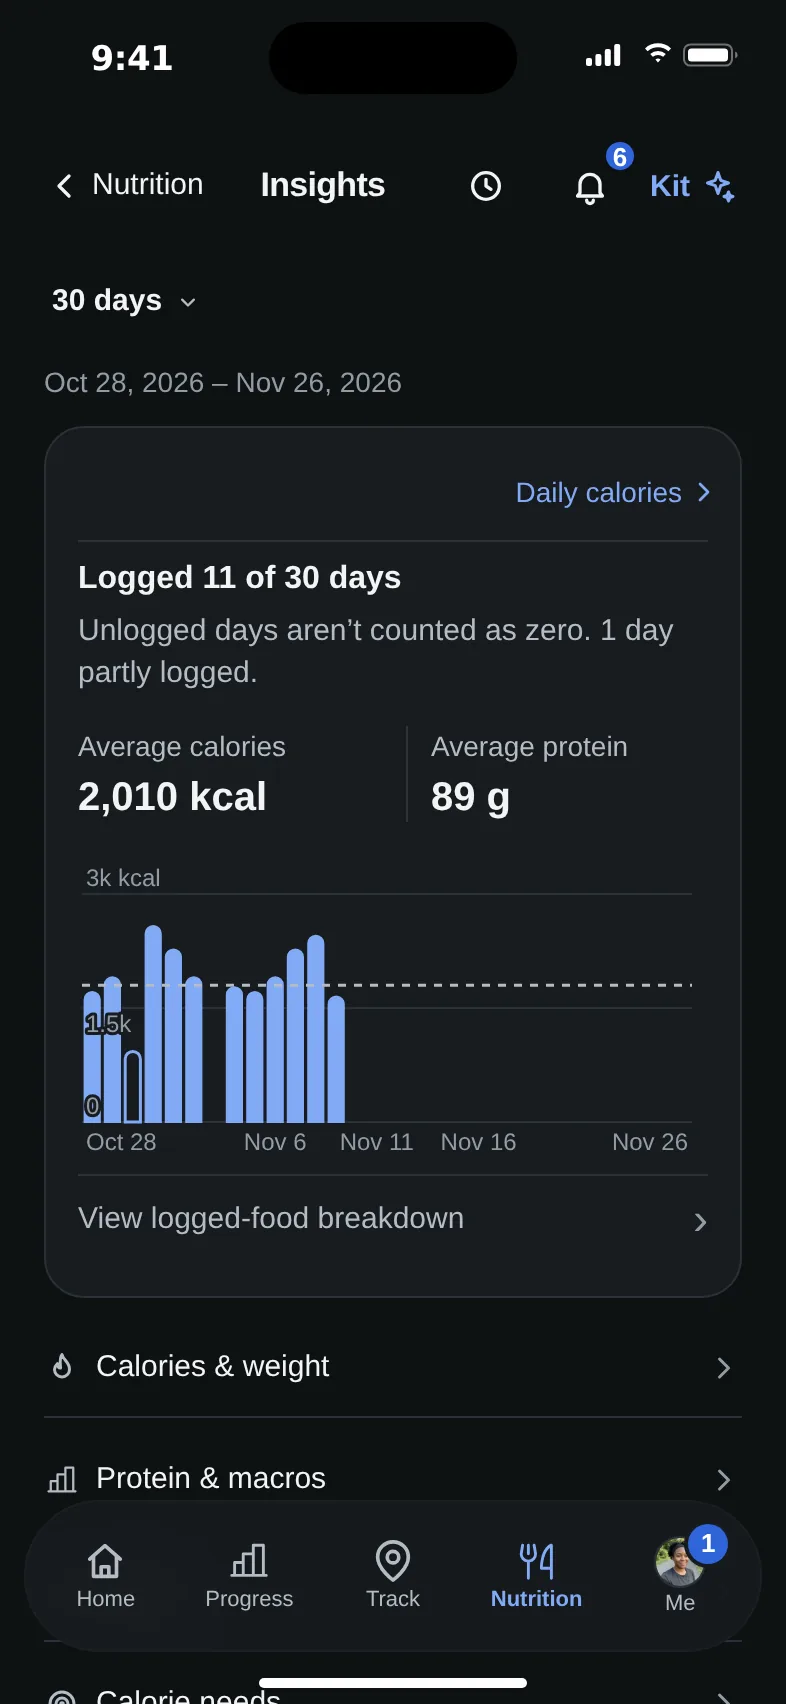 9:41
Nutrition
Insights
6
Kit
30 days
Oct 28, 2026 – Nov 26, 2026
Daily calories
Logged 11 of 30 days
Unlogged days aren’t counted as zero. 1 day
partly logged.
Average calories
Average protein
2,010 kcal
89 g
3k kcal
1.5k
0
Oct 28
Nov 6
Nov 11
Nov 16
Nov 26
View logged-food breakdown
Calories & weight
Protein & macros
Home
Progress
Track
Nutrition
1
Me
Calorie needs